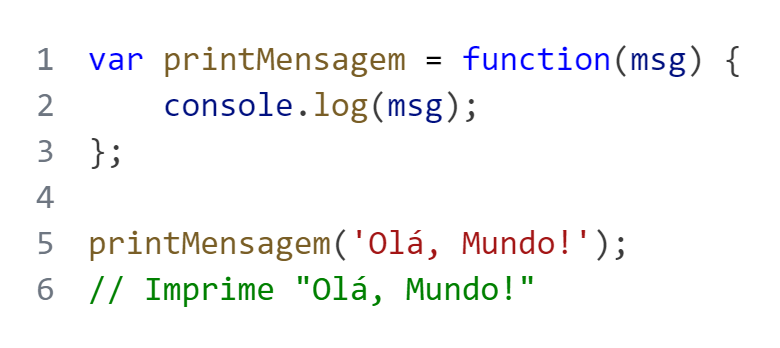 1 var printMensagem = function(msg) {
2     console.log(msg);
3 };
4
5 printMensagem('Olá, Mundo!');
6 // Imprime "Olá, Mundo!"